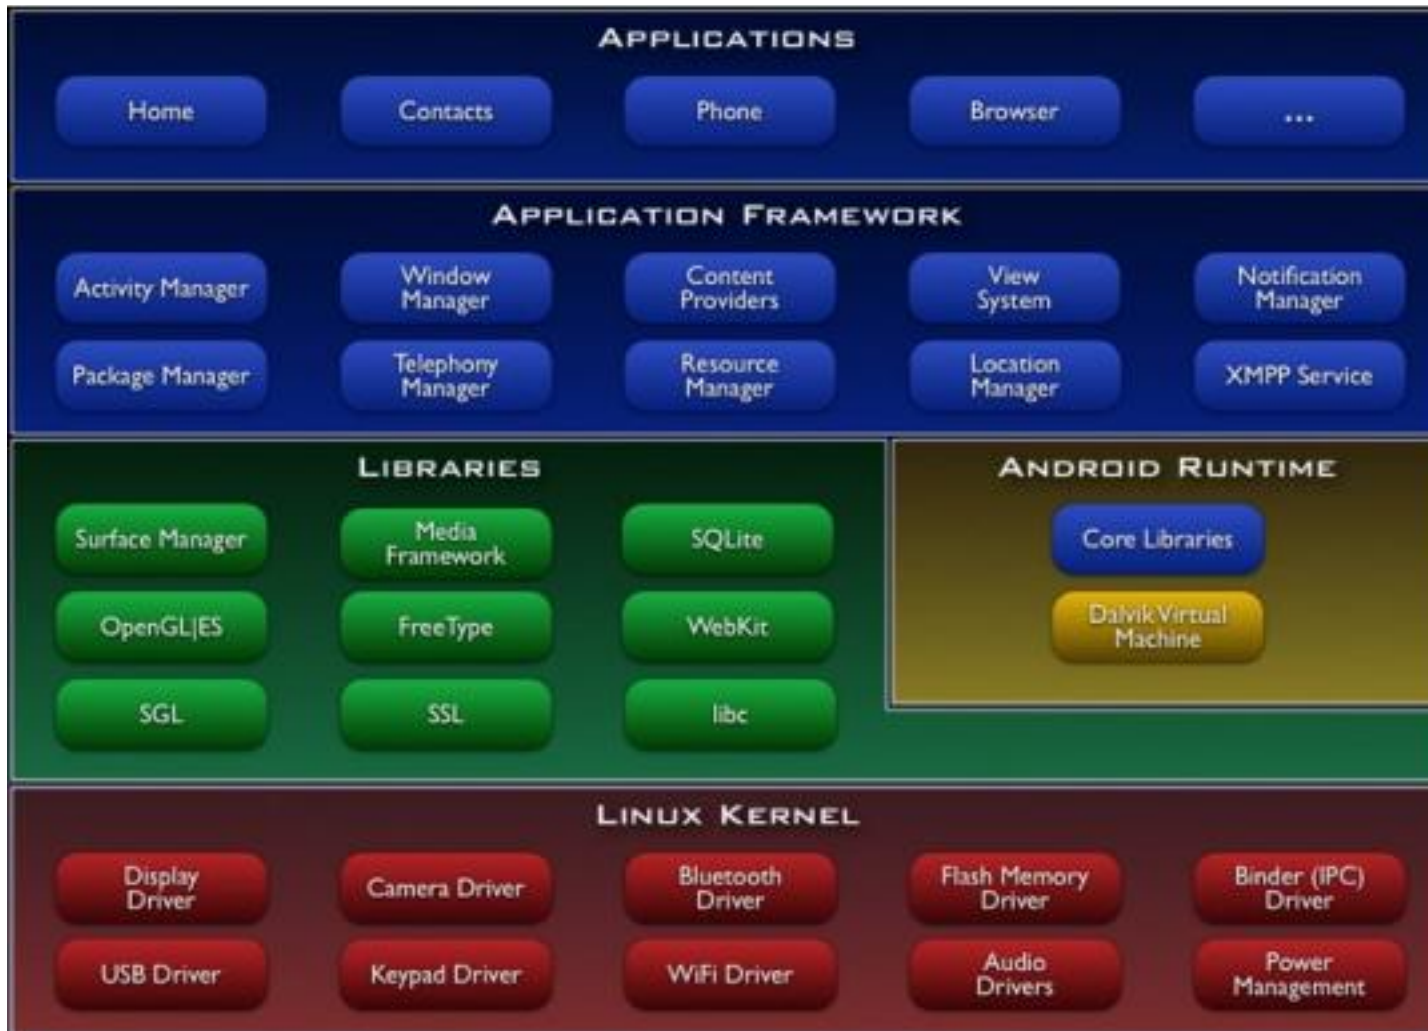 APPLICATIONS
Home
Contacts
Phone
Browser
...
APPLICATION FRAMEWORK
Activity Manager
Window
Manager
Content
Providers
View
System
Notification
Manager
Package Manager
Telephony
Manager
Resource
Manager
Location
Manager
XMPP Service
LIBRARIES
Surface Manager
Media
Framework
SQLite
OpenGL|ES
FreeType
WebKit
SGL
SSL
libc
ANDROID RUNTIME
Core Libraries
Dalvik Virtual
Machine
LINUX KERNEL
Display
Driver
Camera Driver
Bluetooth
Driver
Flash Memory
Driver
Binder (IPC)
Driver
USB Driver
Keypad Driver
WiFi Driver
Audio
Drivers
Power
Management